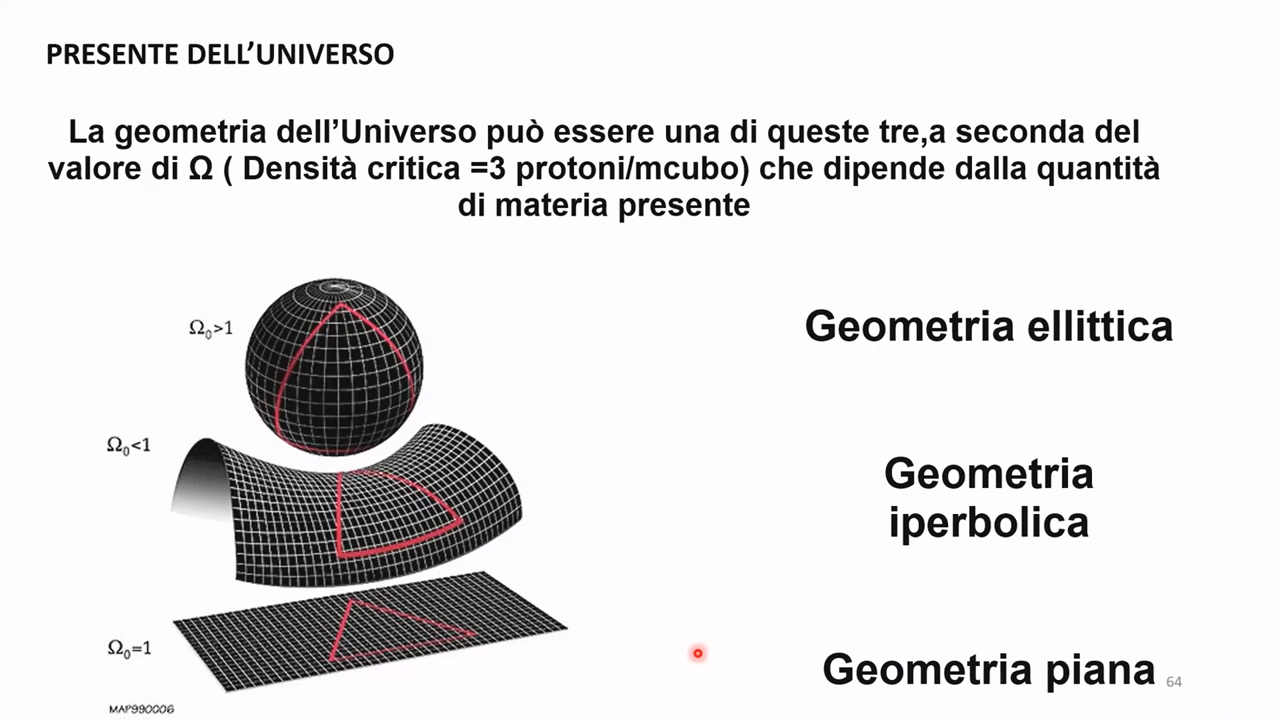 PRESENTE DELL’UNIVERSO
La geometria dell’Universo può essere una di queste tre,a seconda del
valore di Ω ( Densità critica =3 protoni/mcubo) che dipende dalla quantità
di materia presente
Ω₀>1
Geometria ellittica
Ω₀<1
Geometria
iperbolica
Ω₀=1
Geometria piana
64
MAP990006